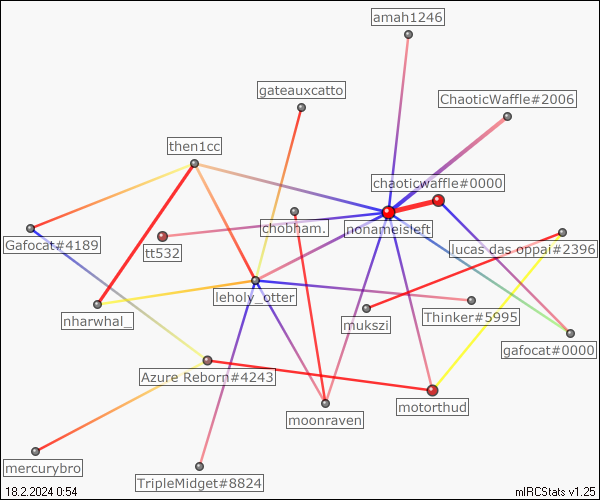 amah1246
gateauxcatto
ChaoticWaffle#2006
then1cc
chaoticwaffle#0000
chobham.
nonameisleft
Gafocat#4189
tt532
lucas das oppai#2396
leholy_otter
nharwhal_
mukszi
Thinker#5995
gafocat#0000
Azure Reborn#4243
motorthud
moonraven
mercurybro
TripleMidget#8824
18.2.2024 0:54
mIRCStats v1.25